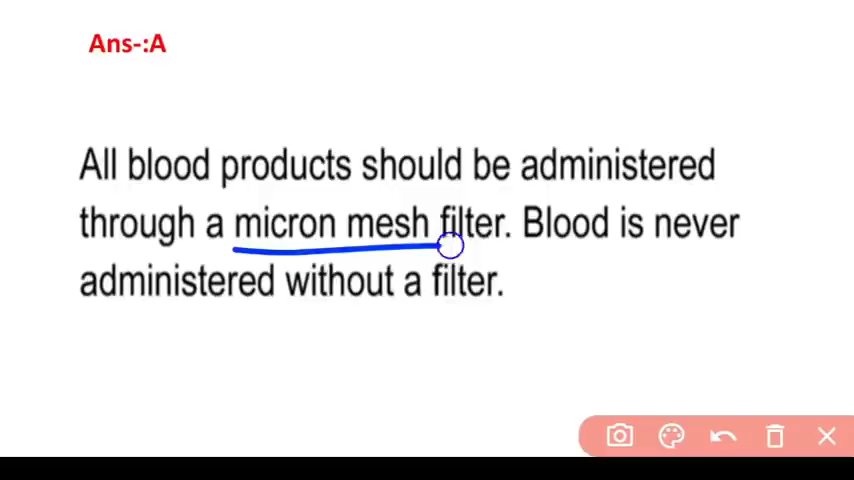 Ans-:A
All blood products should be administered
through a micron mesh filter. Blood is never
administered without a filter.